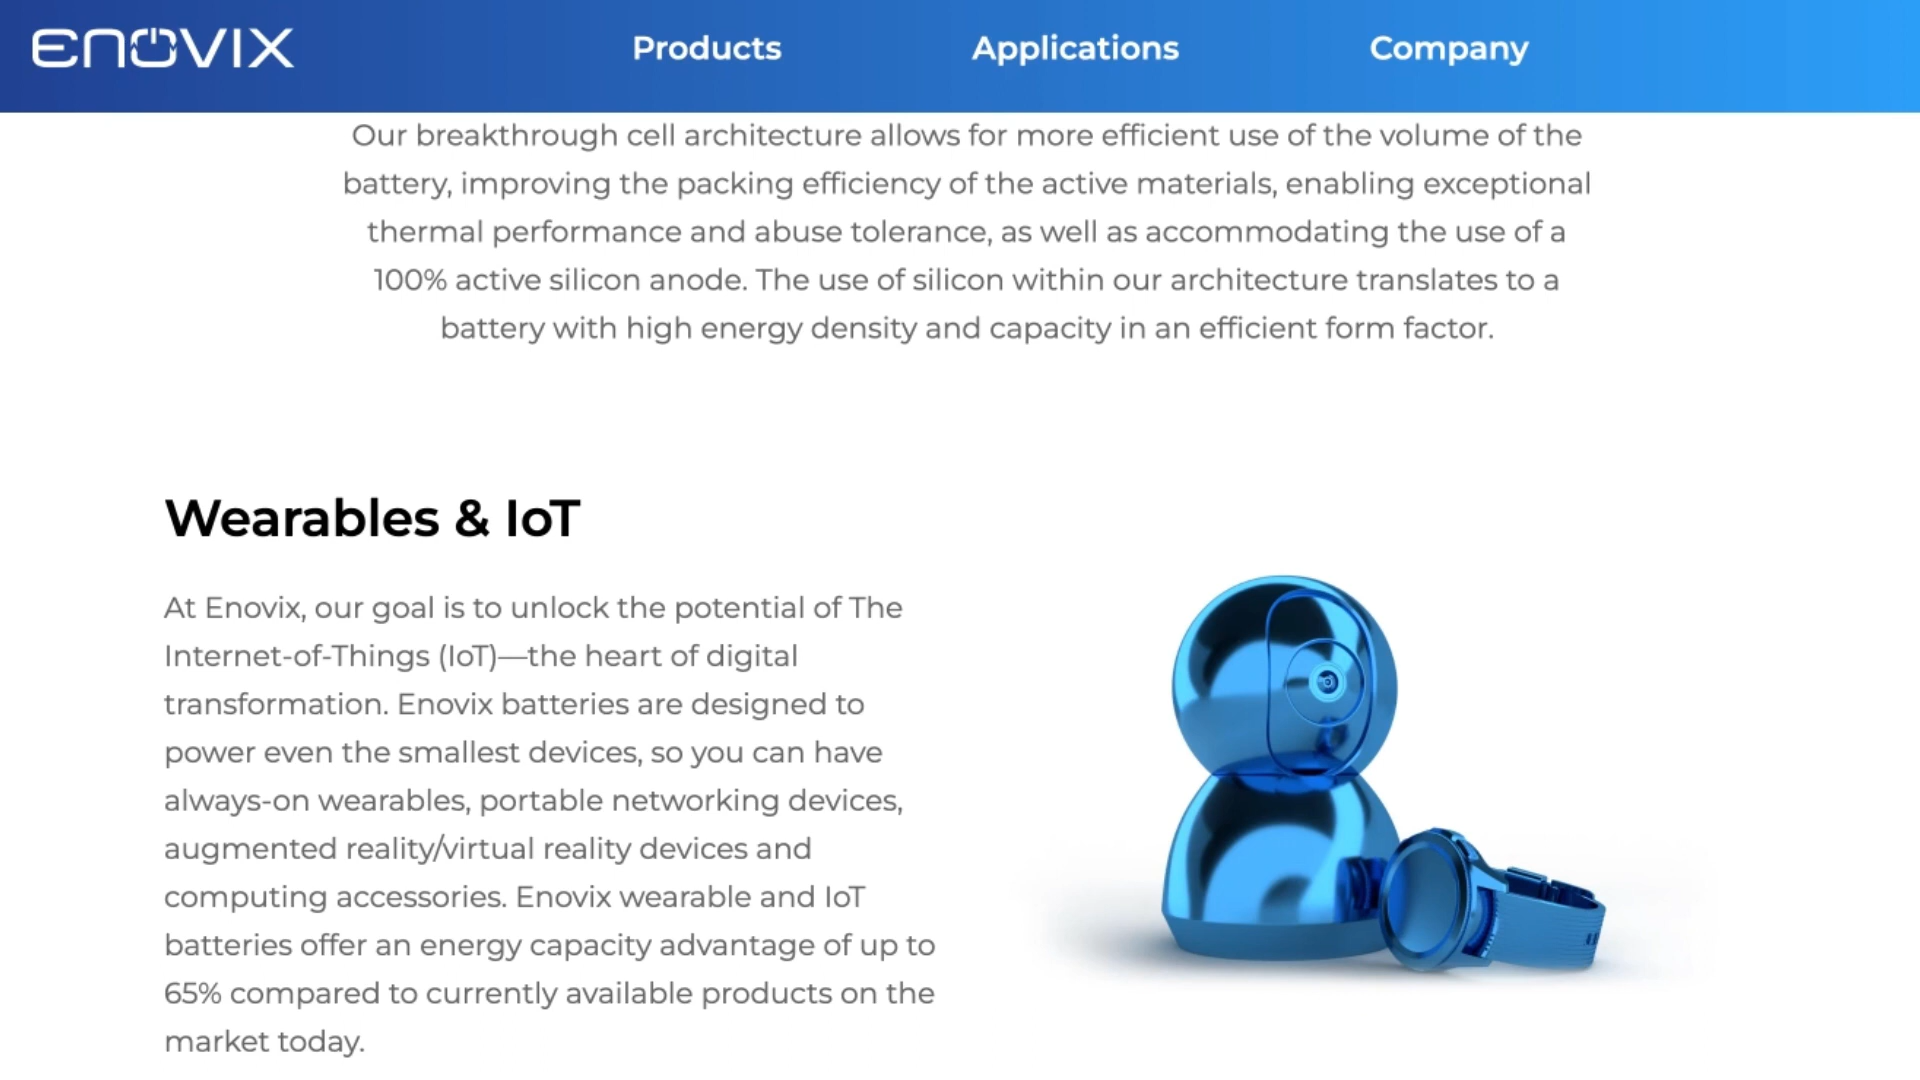 ENOVIX
Products
Applications
Company
Our breakthrough cell architecture allows for more efficient use of the volume of the
battery, improving the packing efficiency of the active materials, enabling exceptional
thermal performance and abuse tolerance, as well as accommodating the use of a
100% active silicon anode. The use of silicon within our architecture translates to a
battery with high energy density and capacity in an efficient form factor.
Wearables & IoT
At Enovix, our goal is to unlock the potential of The
Internet-of-Things (IoT)—the heart of digital
transformation. Enovix batteries are designed to
power even the smallest devices, so you can have
always-on wearables, portable networking devices,
augmented reality/virtual reality devices and
computing accessories. Enovix wearable and IoT
batteries offer an energy capacity advantage of up to
65% compared to currently available products on the
market today.